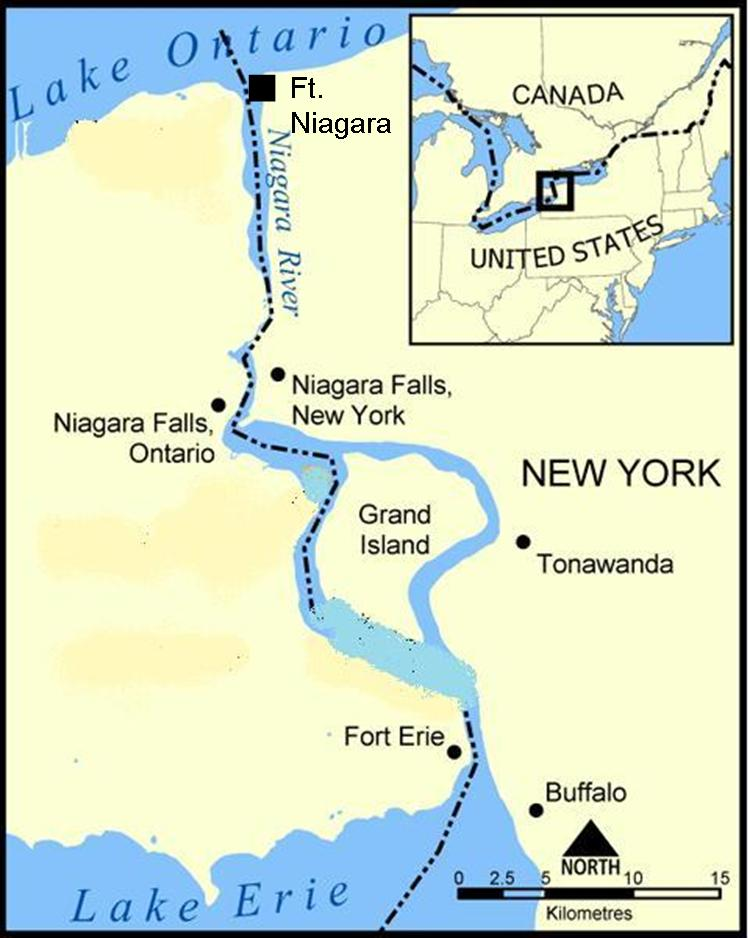 Lake Ontario
Ft.
Niagara
Niagara River
CANADA
UNITED STATES
Niagara Falls,
New York
Niagara Falls,
Ontario
NEW YORK
Grand
Island
Tonawanda
Fort Erie
Buffalo
NORTH
0 2.5 5 10 15
Kilometres
Lake Erie